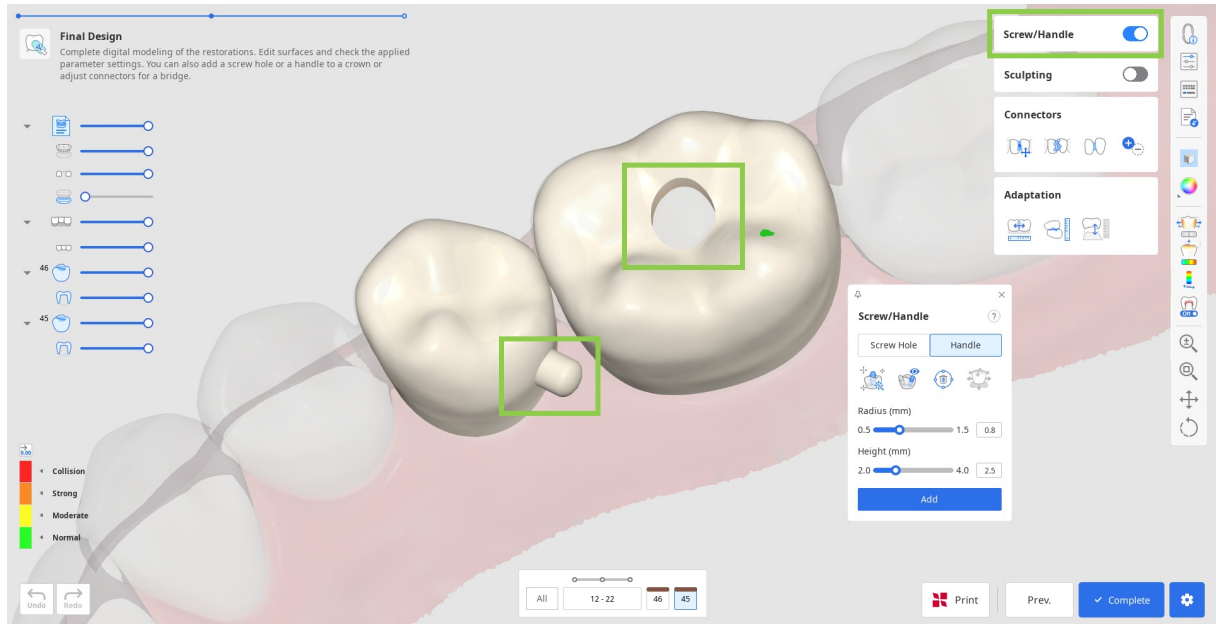 Final Design
Complete digital modeling of the restorations. Edit surfaces and check the applied
parameter settings. You can also add a screw hole or a handle to a crown or
adjust connectors for a bridge.
46
45
0.00
Collision
Strong
Moderate
Normal
Undo
Redo
All
12 - 22
46
45
Screw/Handle
Sculpting
Connectors
Adaptation
Screw/Handle
?
Screw Hole
Handle
Radius (mm)
0.5
1.5
0.8
Height (mm)
2.0
4.0
2.5
Add
Print
Prev.
Complete